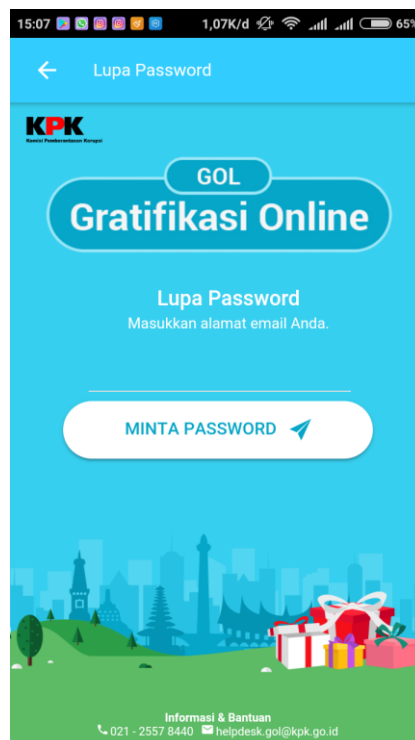 15:07
1,07K/d
65%
Lupa Password
KPK
Komisi Pemberantasan Korupsi
GOL
Gratifikasi Online
Lupa Password
Masukkan alamat email Anda.
MINTA PASSWORD
Informasi & Bantuan
021 - 2557 8440 helpdesk.gol@kpk.go.id